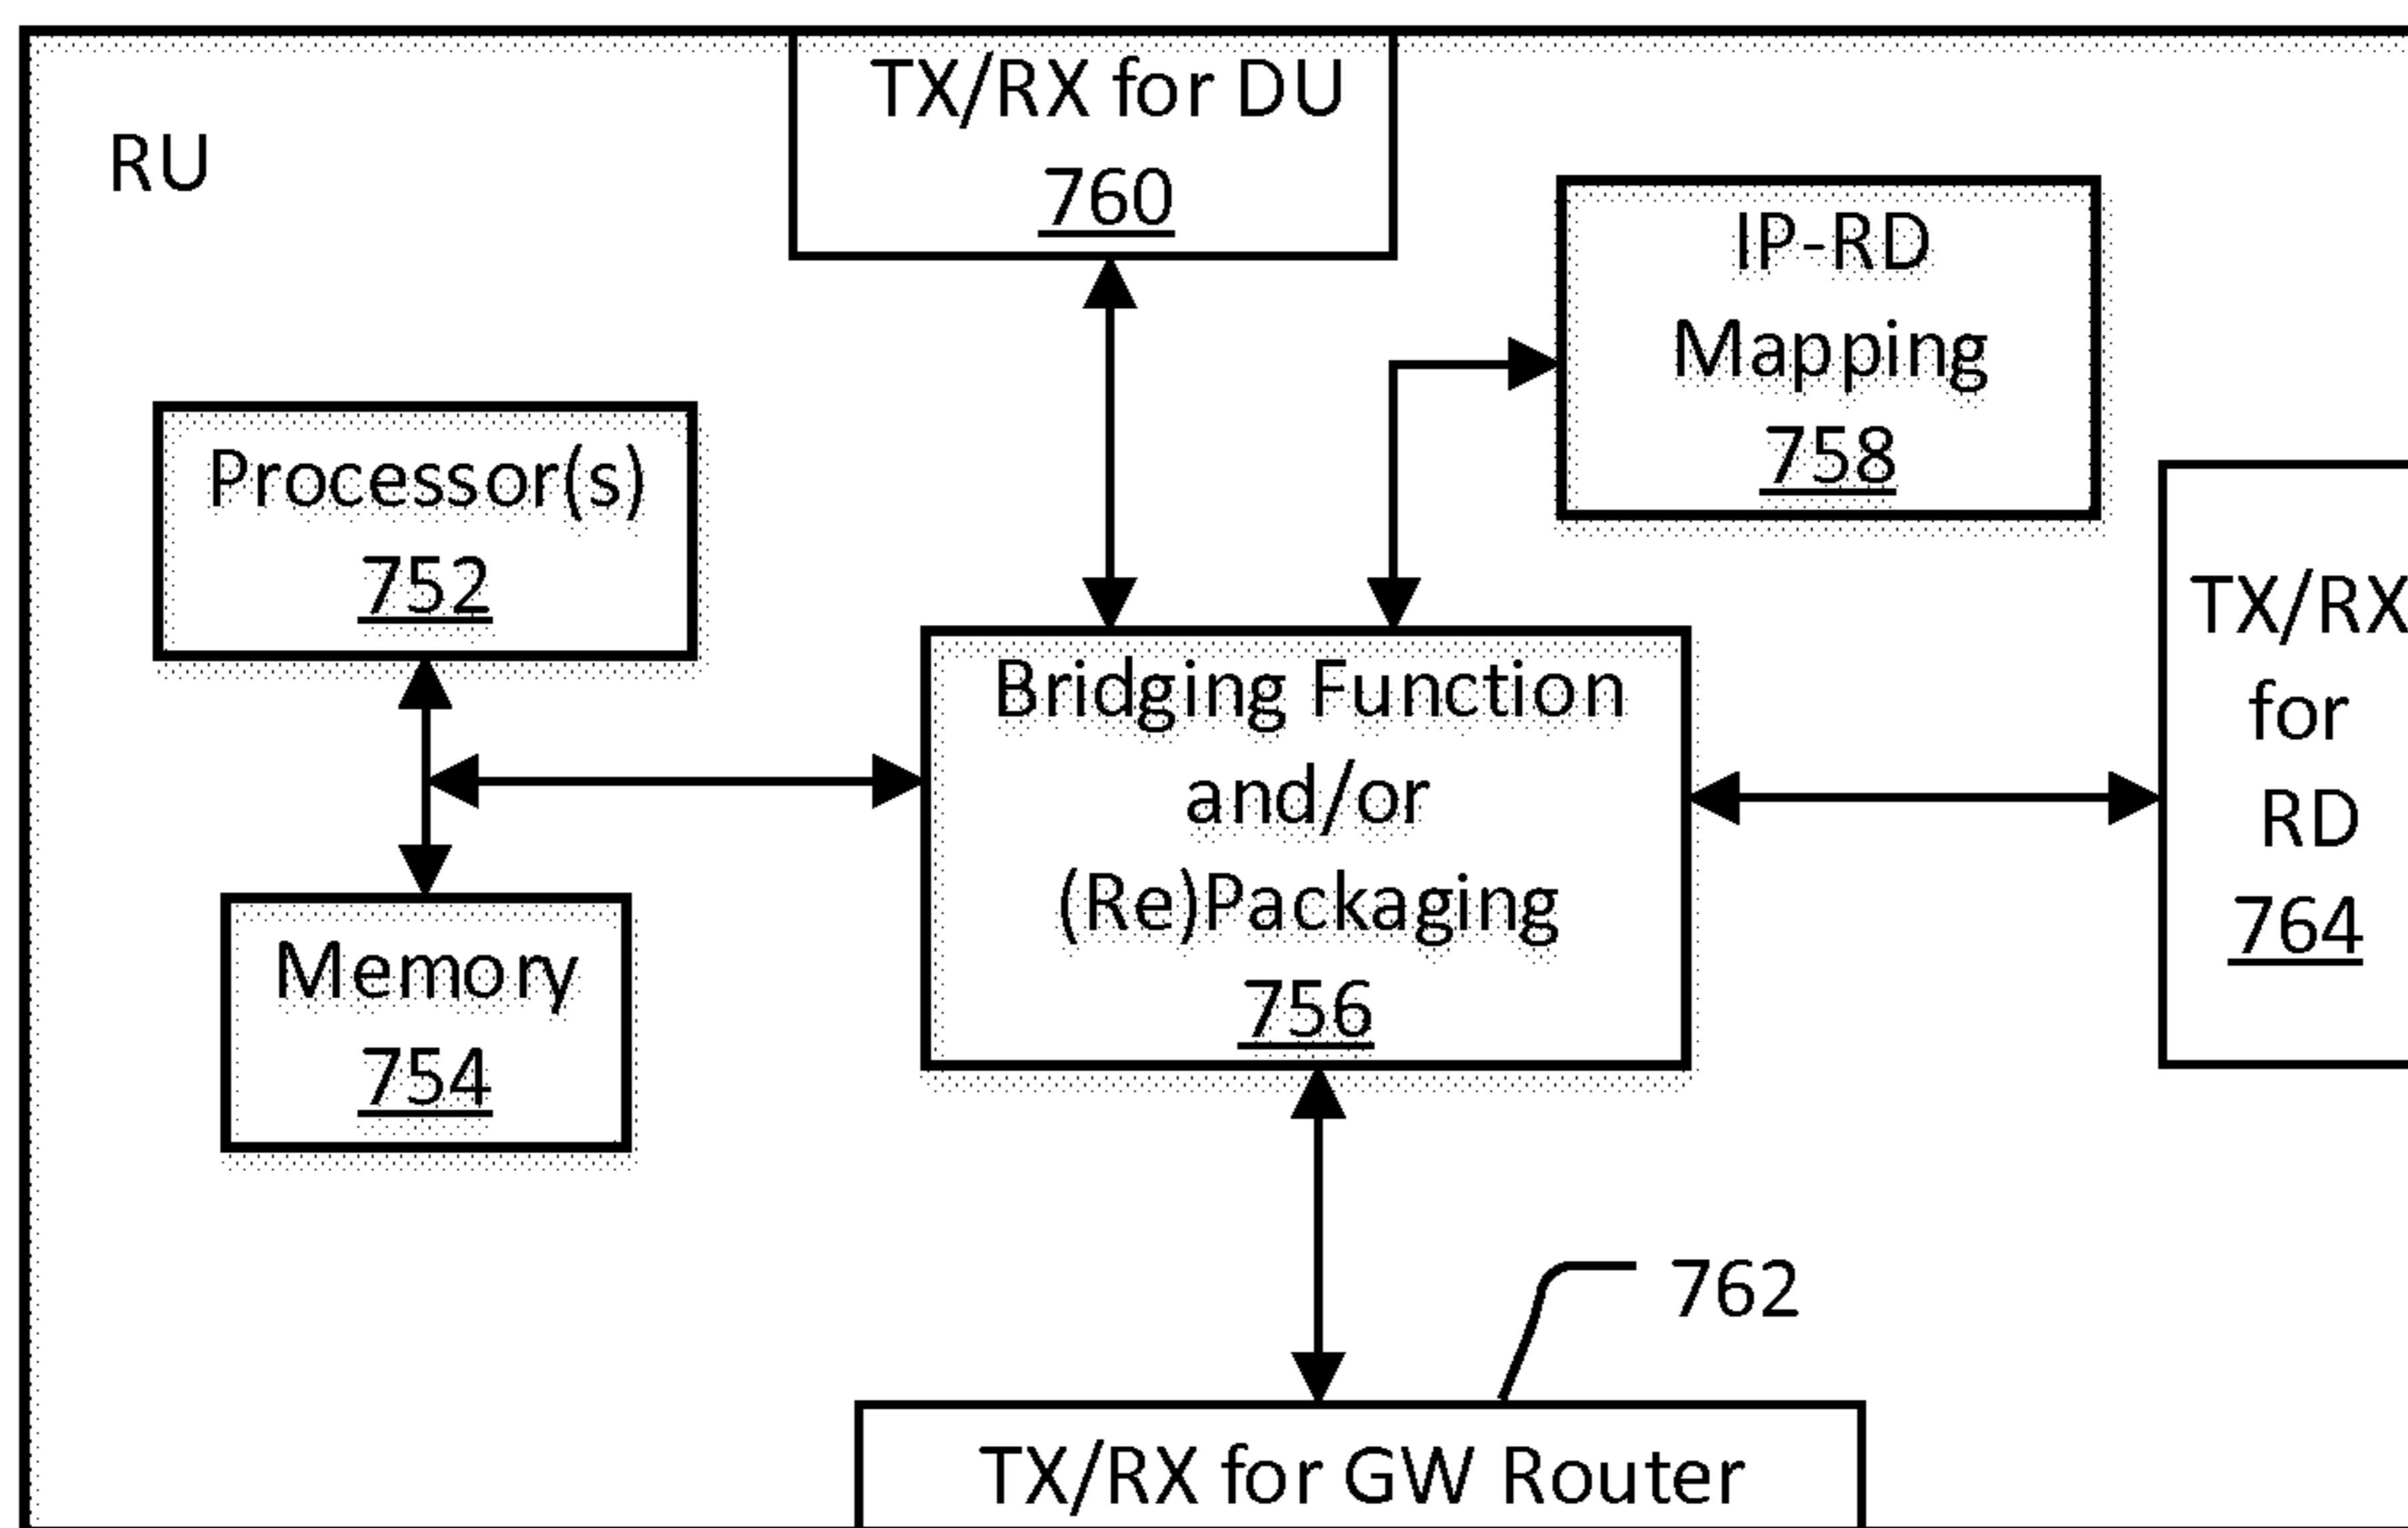 TX/RX for DU
760
RU
IP-RD
Mapping
758
Processor(s)
752
TX/RX
for
RD
764
Bridging Function
and/or
(Re)Packaging
756
Memory
754
762
TX/RX for GW Router